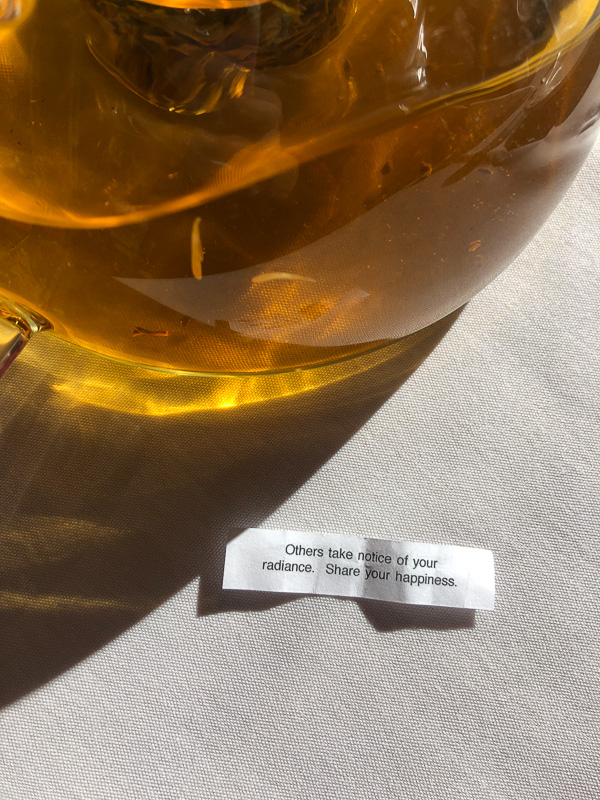 Others take notice of your
radiance.  Share your happiness.